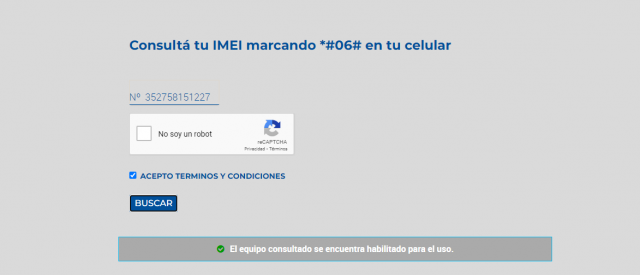 Consultá tu IMEI marcando *#06# en tu celular
Nº 352758151227
No soy un robot
reCAPTCHA
Privacidad - Términos
ACEPTO TERMINOS Y CONDICIONES
BUSCAR
El equipo consultado se encuentra habilitado para el uso.